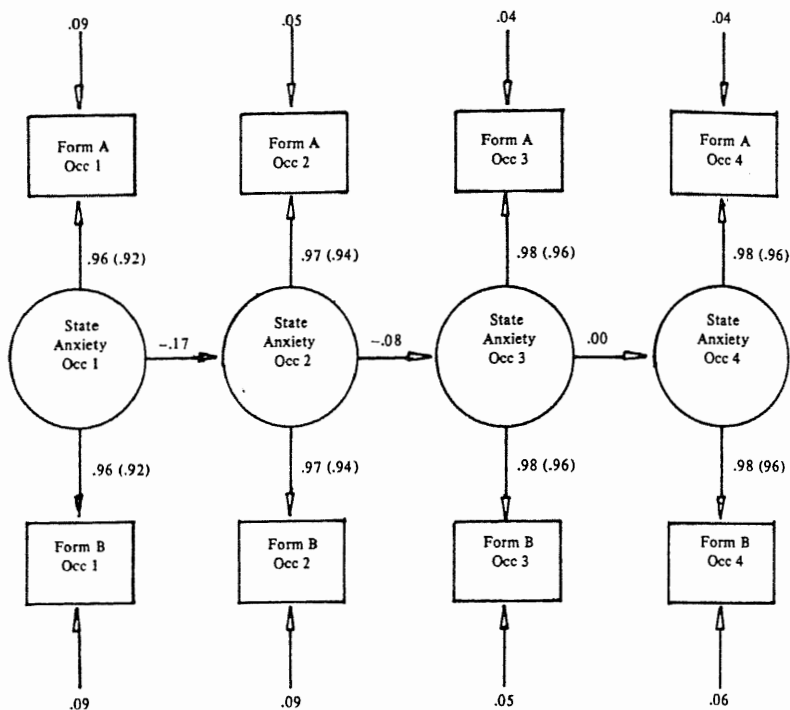 .09 .05 .04 .04
Form A Form A Form A Form A
Occ 1 Occ 2 Occ 3 Occ 4
.96 (.92) .97 (.94) .98 (.96) .98 (.96)
State State State State
Anxiety Anxiety Anxiety Anxiety
Occ 1 Occ 2 Occ 3 Occ 4
−.17 −.08 .00
.96 (.92) .97 (.94) .98 (.96) .98 (96)
Form B Form B Form B Form B
Occ 1 Occ 2 Occ 3 Occ 4
.09 .09 .05 .06